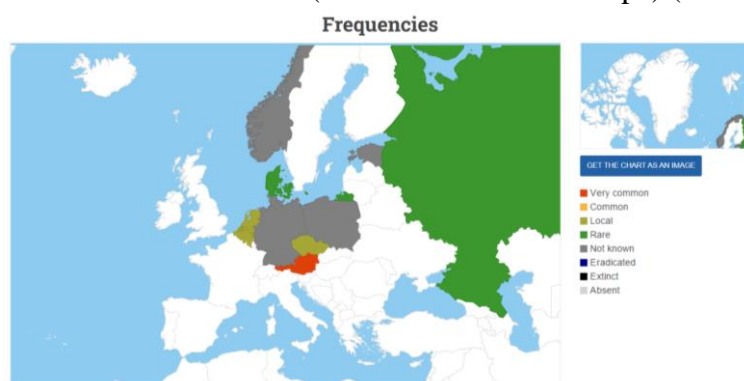 Frequencies
GET THE CHART AS AN IMAGE
Very common
Common
Local
Rare
Not known
Eradicated
Extinct
Absent